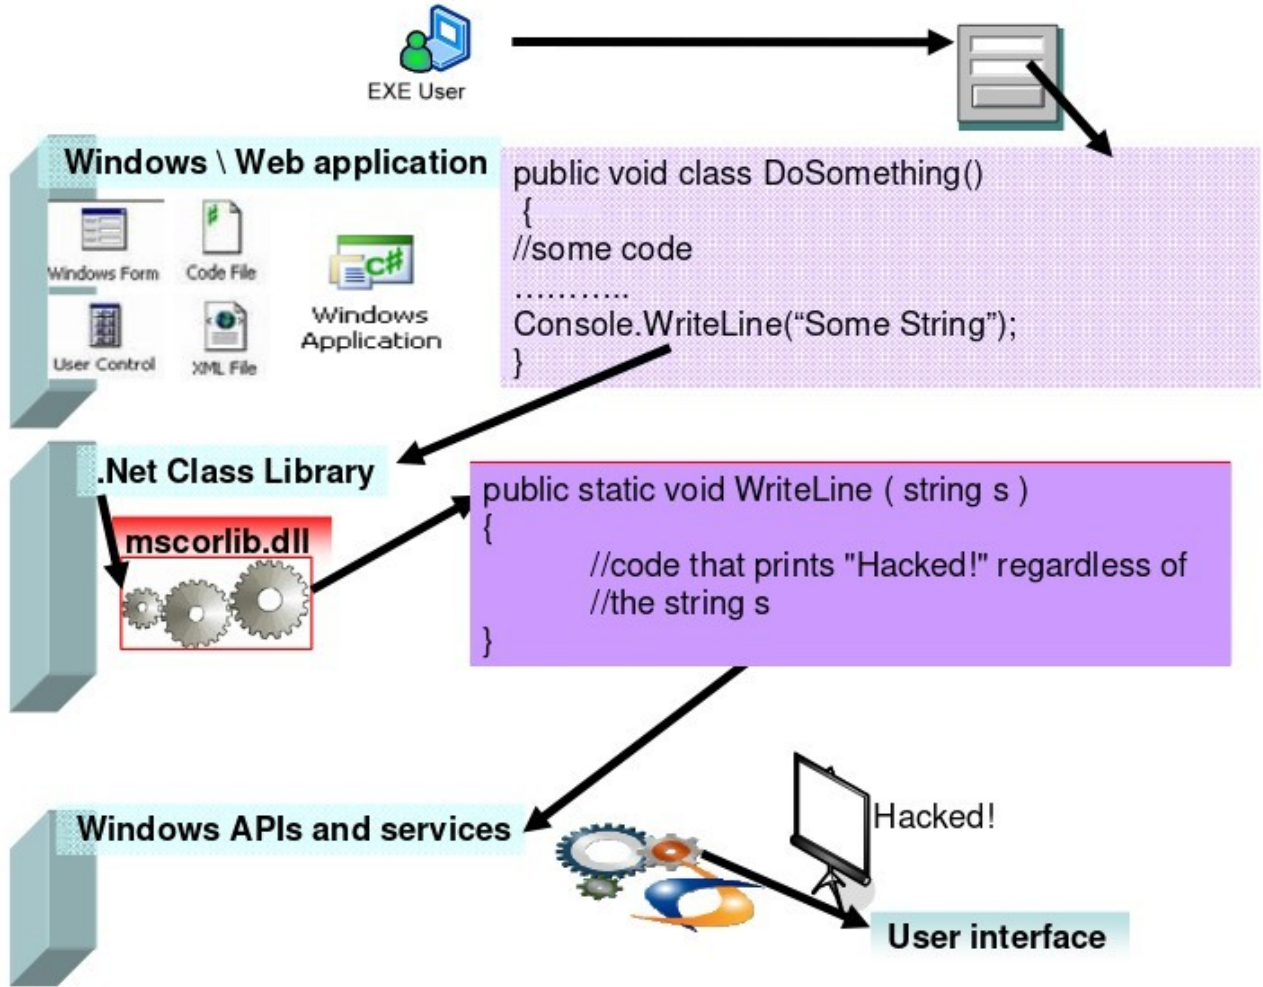 EXE User
Windows \ Web application
Windows Form
Code File
User Control
XML File
Windows
Application
public void class DoSomething()
{
//some code
………..
Console.WriteLine(“Some String”);
}
.Net Class Library
mscorlib.dll
public static void WriteLine ( string s )
{
//code that prints "Hacked!" regardless of
//the string s
}
Windows APIs and services
Hacked!
User interface